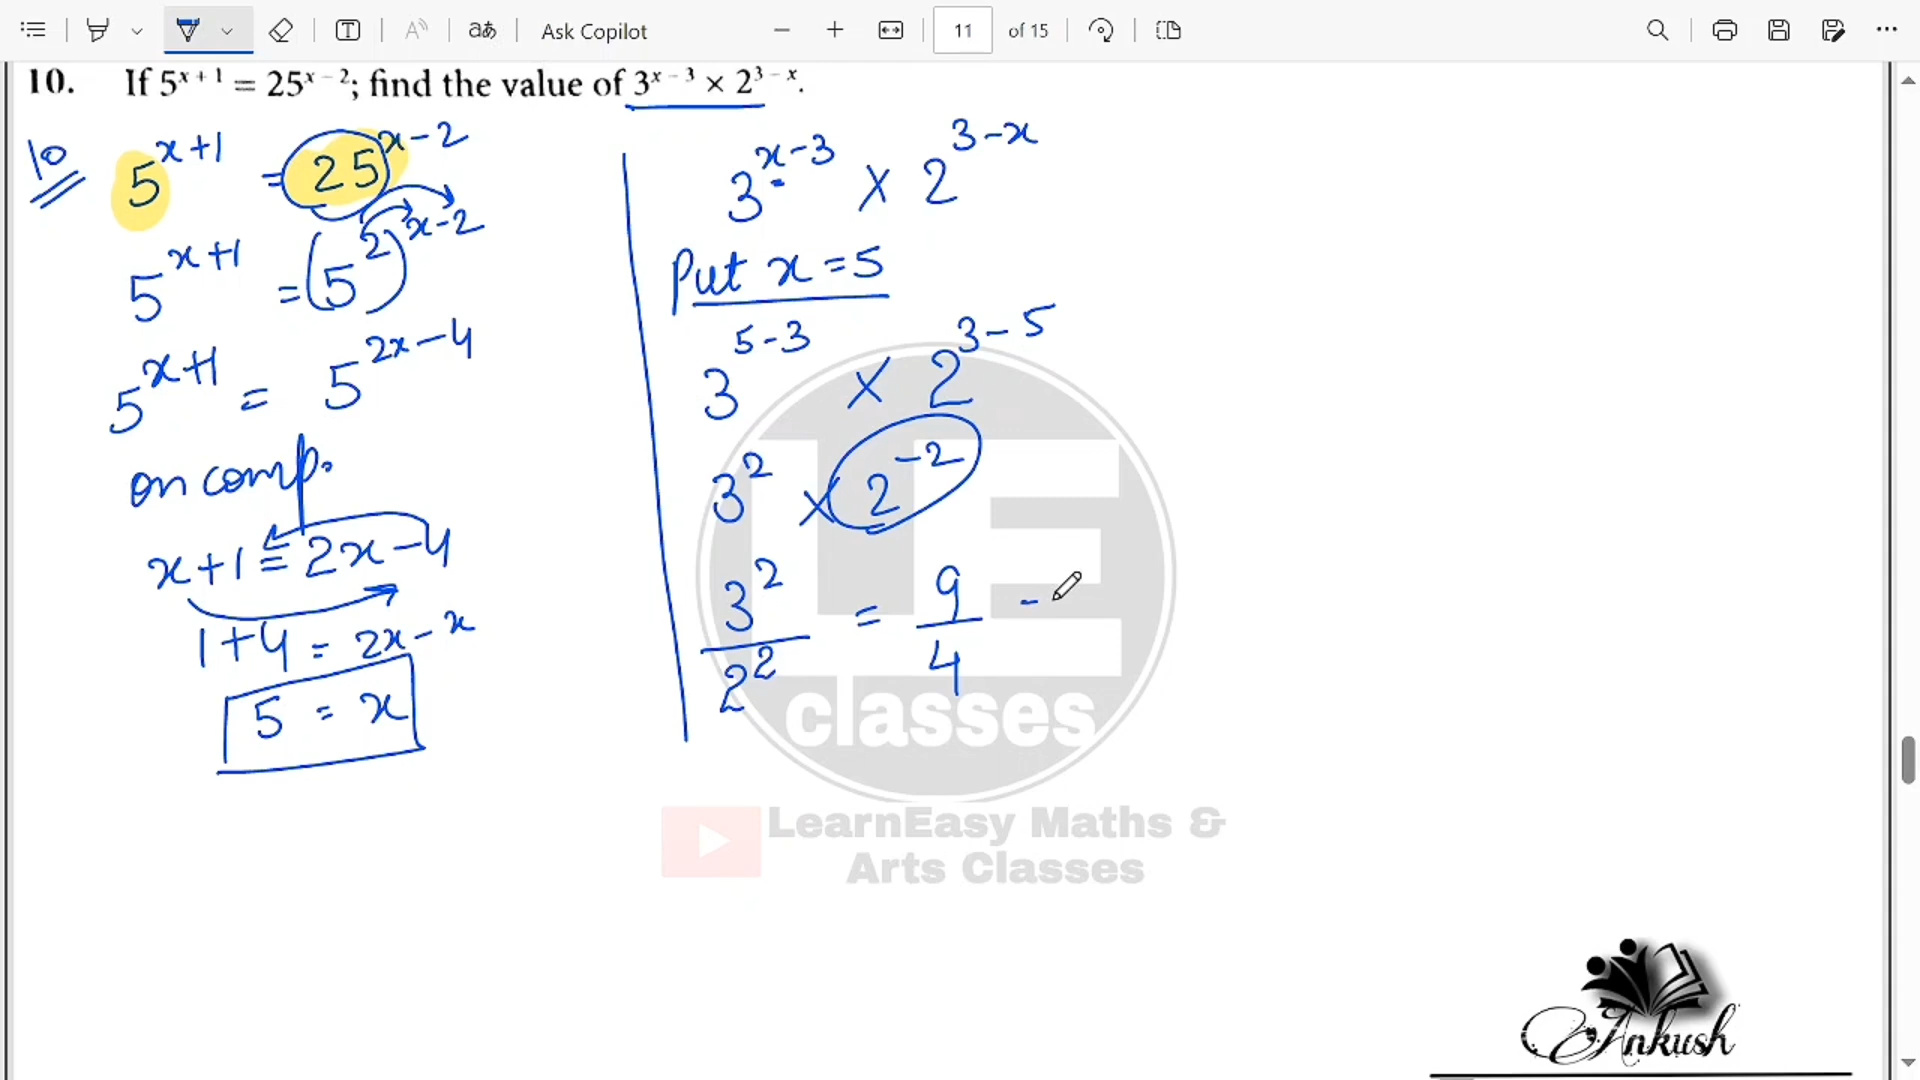 Ask Copilot
11 of 15
10. If 5^{x + 1} = 25^{x − 2}; find the value of 3^{x − 3} × 2^{3 − x}.
10
5^{x+1} = 25^{x-2}
5^{x+1} = (5^2)^{x-2}
5^{x+1} = 5^{2x-4}
on comp.
x+1 = 2x-4
1+4 = 2x-x
5 = x
3^{x-3} × 2^{3-x}
Put x = 5
3^{5-3} × 2^{3-5}
3^2 × 2^{-2}
3^2/2^2 = 9/4 -
LE
classes
LearnEasy Maths &
Arts Classes
Ankush